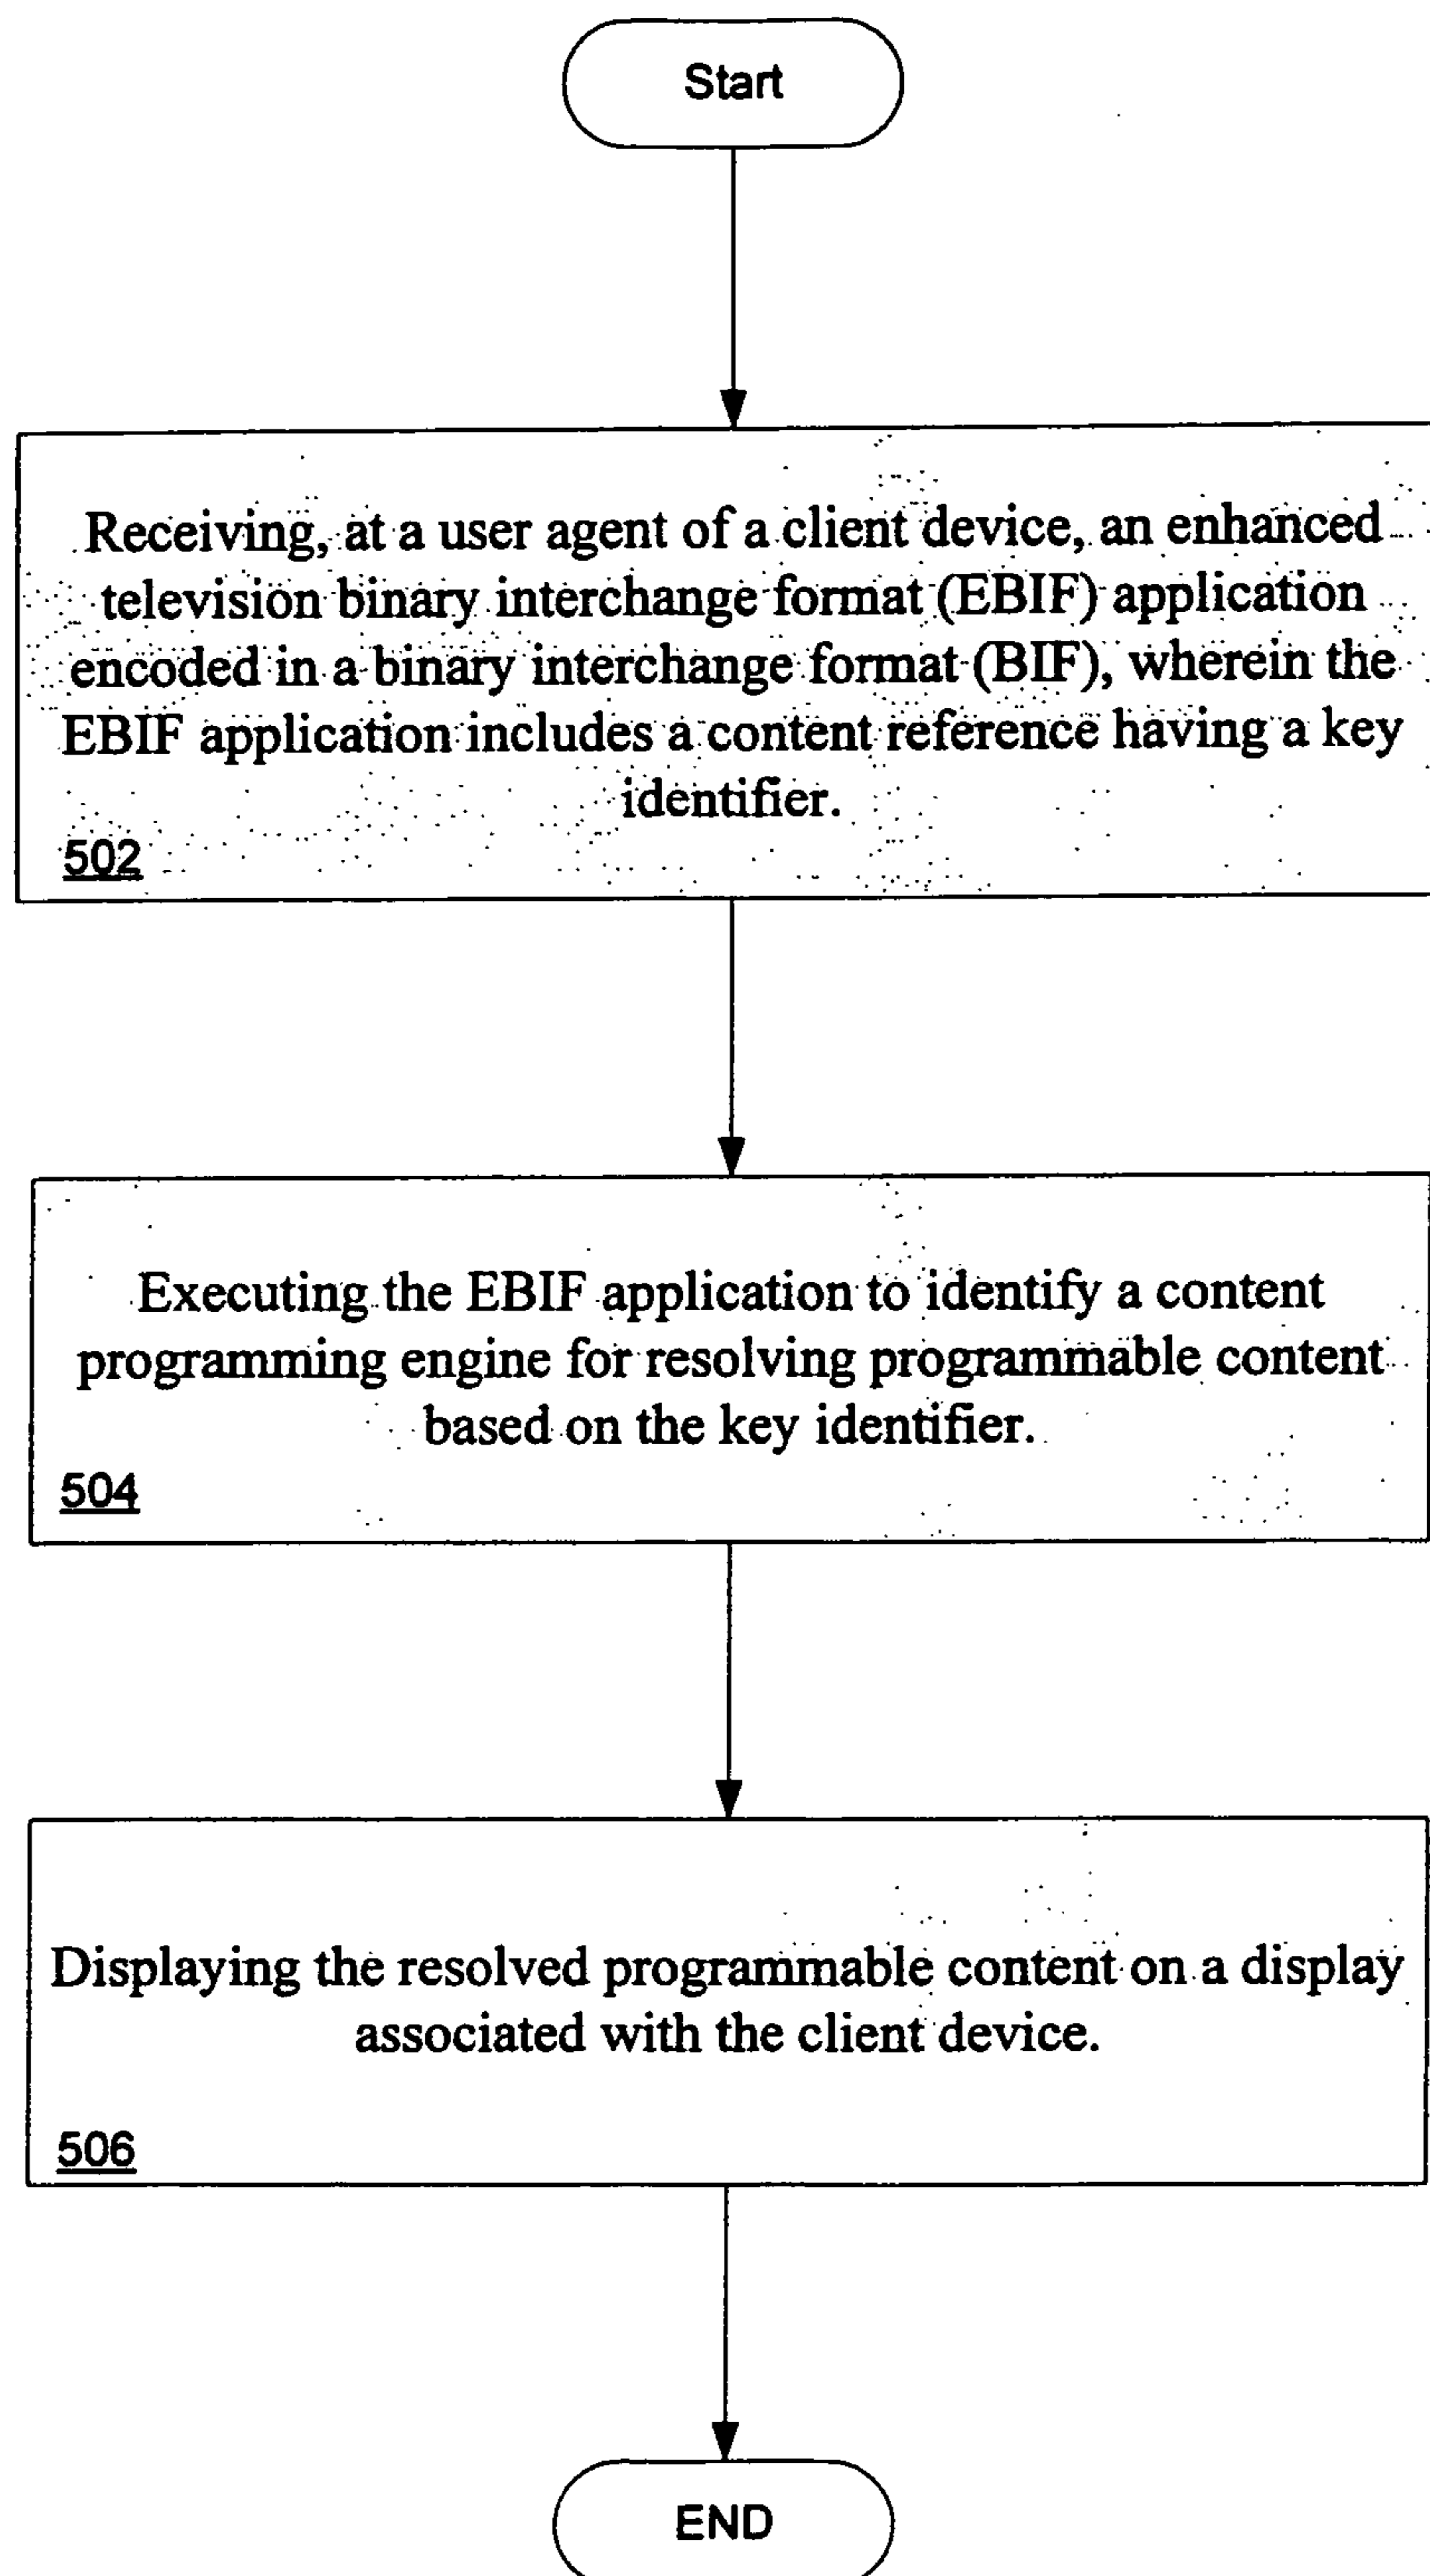 Start
Receiving, at a user agent of a client device, an enhanced
television binary interchange format (EBIF) application
encoded in a binary interchange format (BIF), wherein the
EBIF application includes a content reference having a key
identifier.
502
Executing the EBIF application to identify a content
programming engine for resolving programmable content
based on the key identifier.
504
Displaying the resolved programmable content on a display
associated with the client device.
506
END